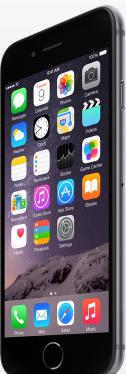 9:41 AM 100%
Messages Calendar Photos Camera
Weather Clock Maps Videos
Notes Reminders Stocks Game Center
Newsstand iTunes Store App Store iBooks
Health Passbook Settings
Phone Mail Safari Music